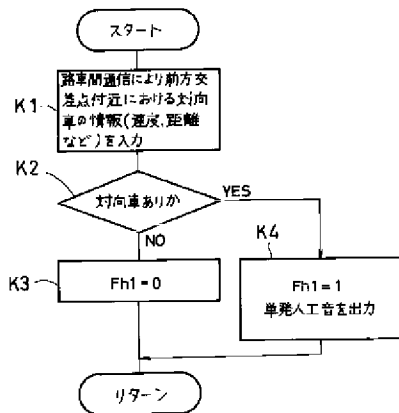 スタート
K1
路車間通信により前方交
差点付近における対向
車の情報(速度、距離
など)を入力
K2
対向車ありか
YES
NO
K3
Fh1=0
K4
Fh1=1
単発人工音を出力
リターン